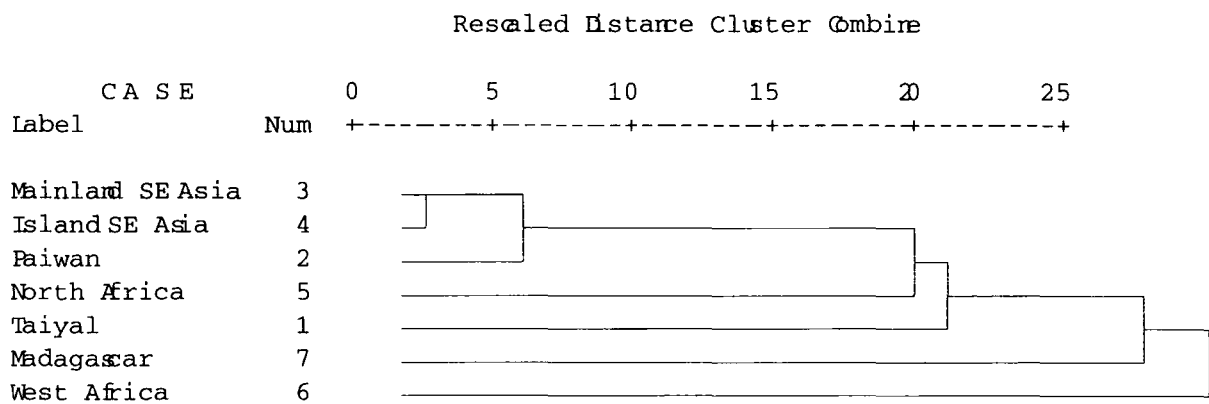 Rescaled Distance Cluster Combine
C A S E 0 5 10 15 20 25
Label Num +---------+---------+---------+---------+---------+
Mainland SE Asia 3
Island SE Asia 4
Paiwan 2
North Africa 5
Taiyal 1
Madagascar 7
West Africa 6